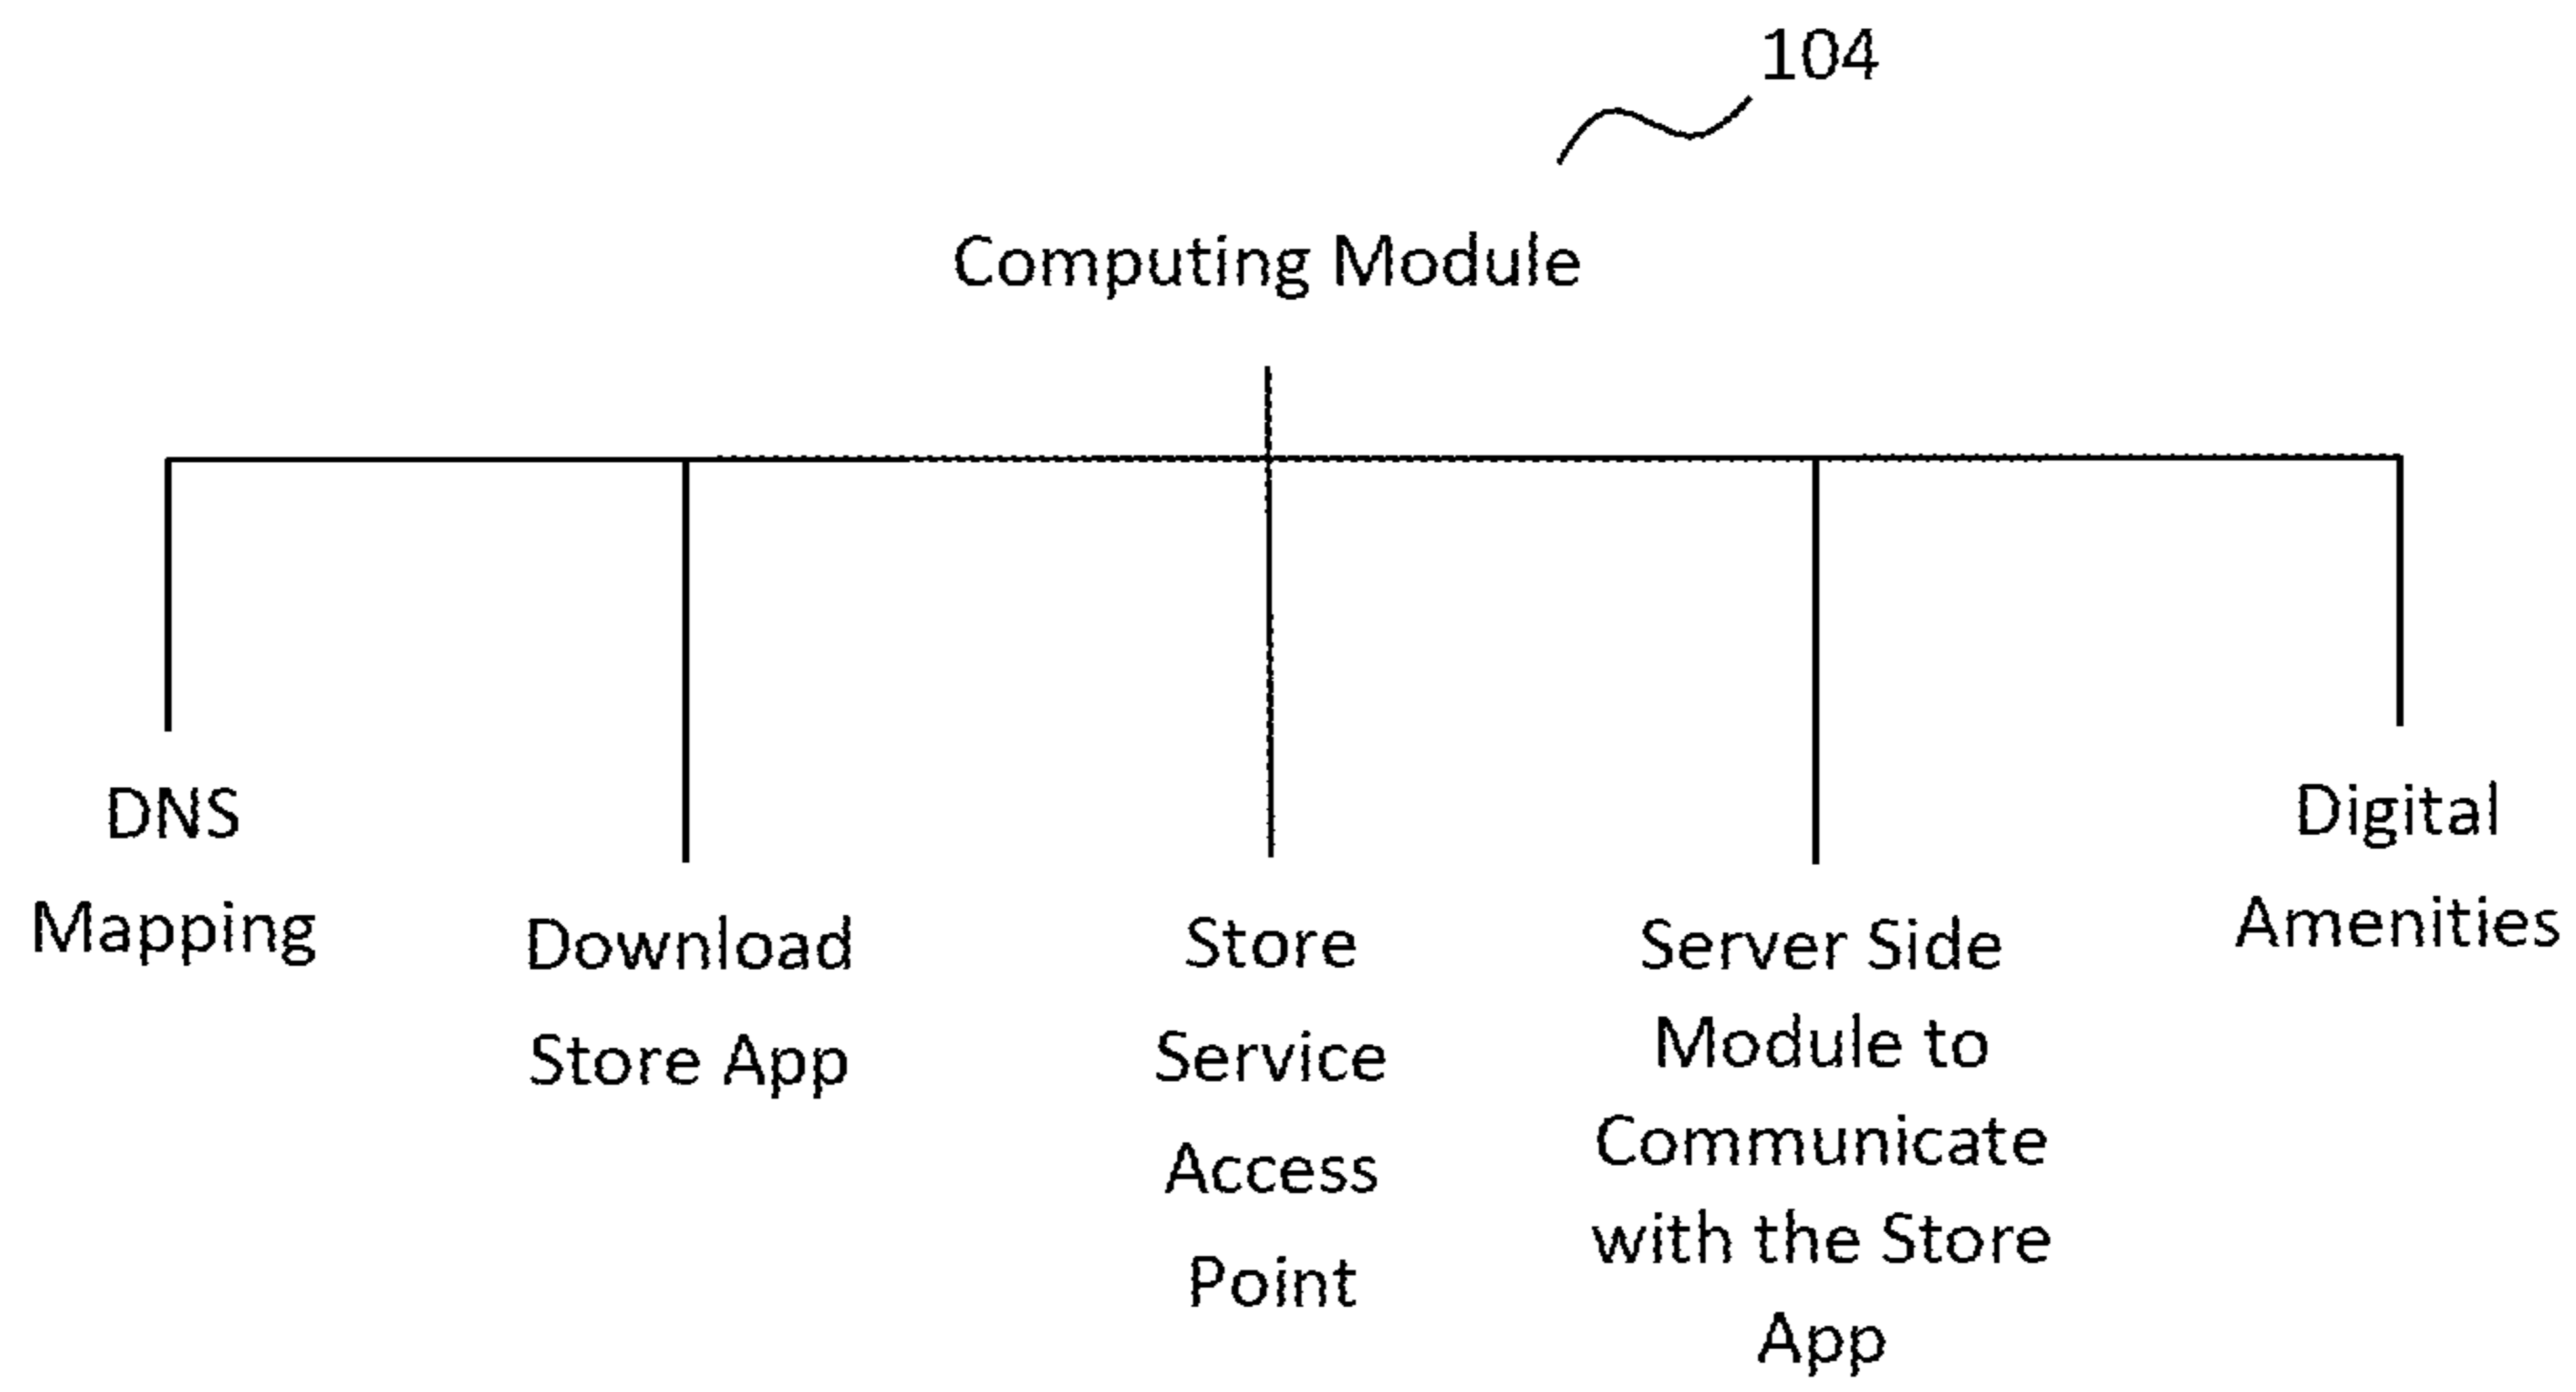 104
Computing Module
DNS
Mapping
Download
Store App
Store
Service
Access
Point
Server Side
Module to
Communicate
with the Store
App
Digital
Amenities